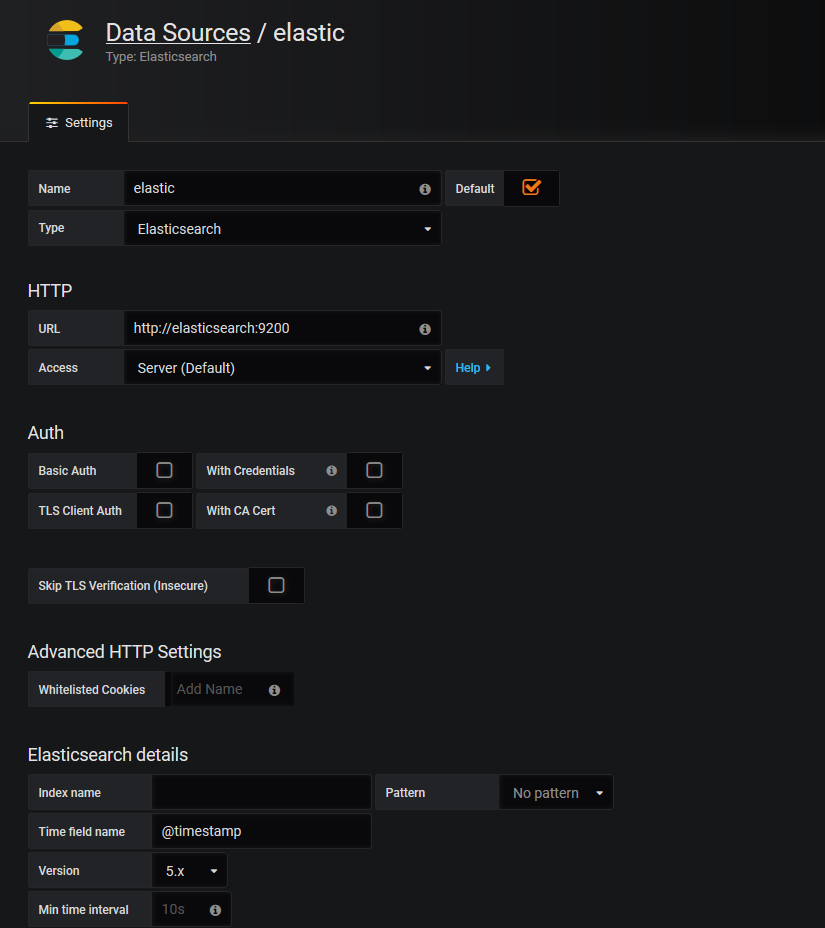 Data Sources / elastic
Type: Elasticsearch
Settings
Name elastic Default
Type Elasticsearch
HTTP
URL http://elasticsearch:9200
Access Server (Default) Help
Auth
Basic Auth With Credentials
TLS Client Auth With CA Cert
Skip TLS Verification (Insecure)
Advanced HTTP Settings
Whitelisted Cookies Add Name
Elasticsearch details
Index name Pattern No pattern
Time field name @timestamp
Version 5.x
Min time interval 10s